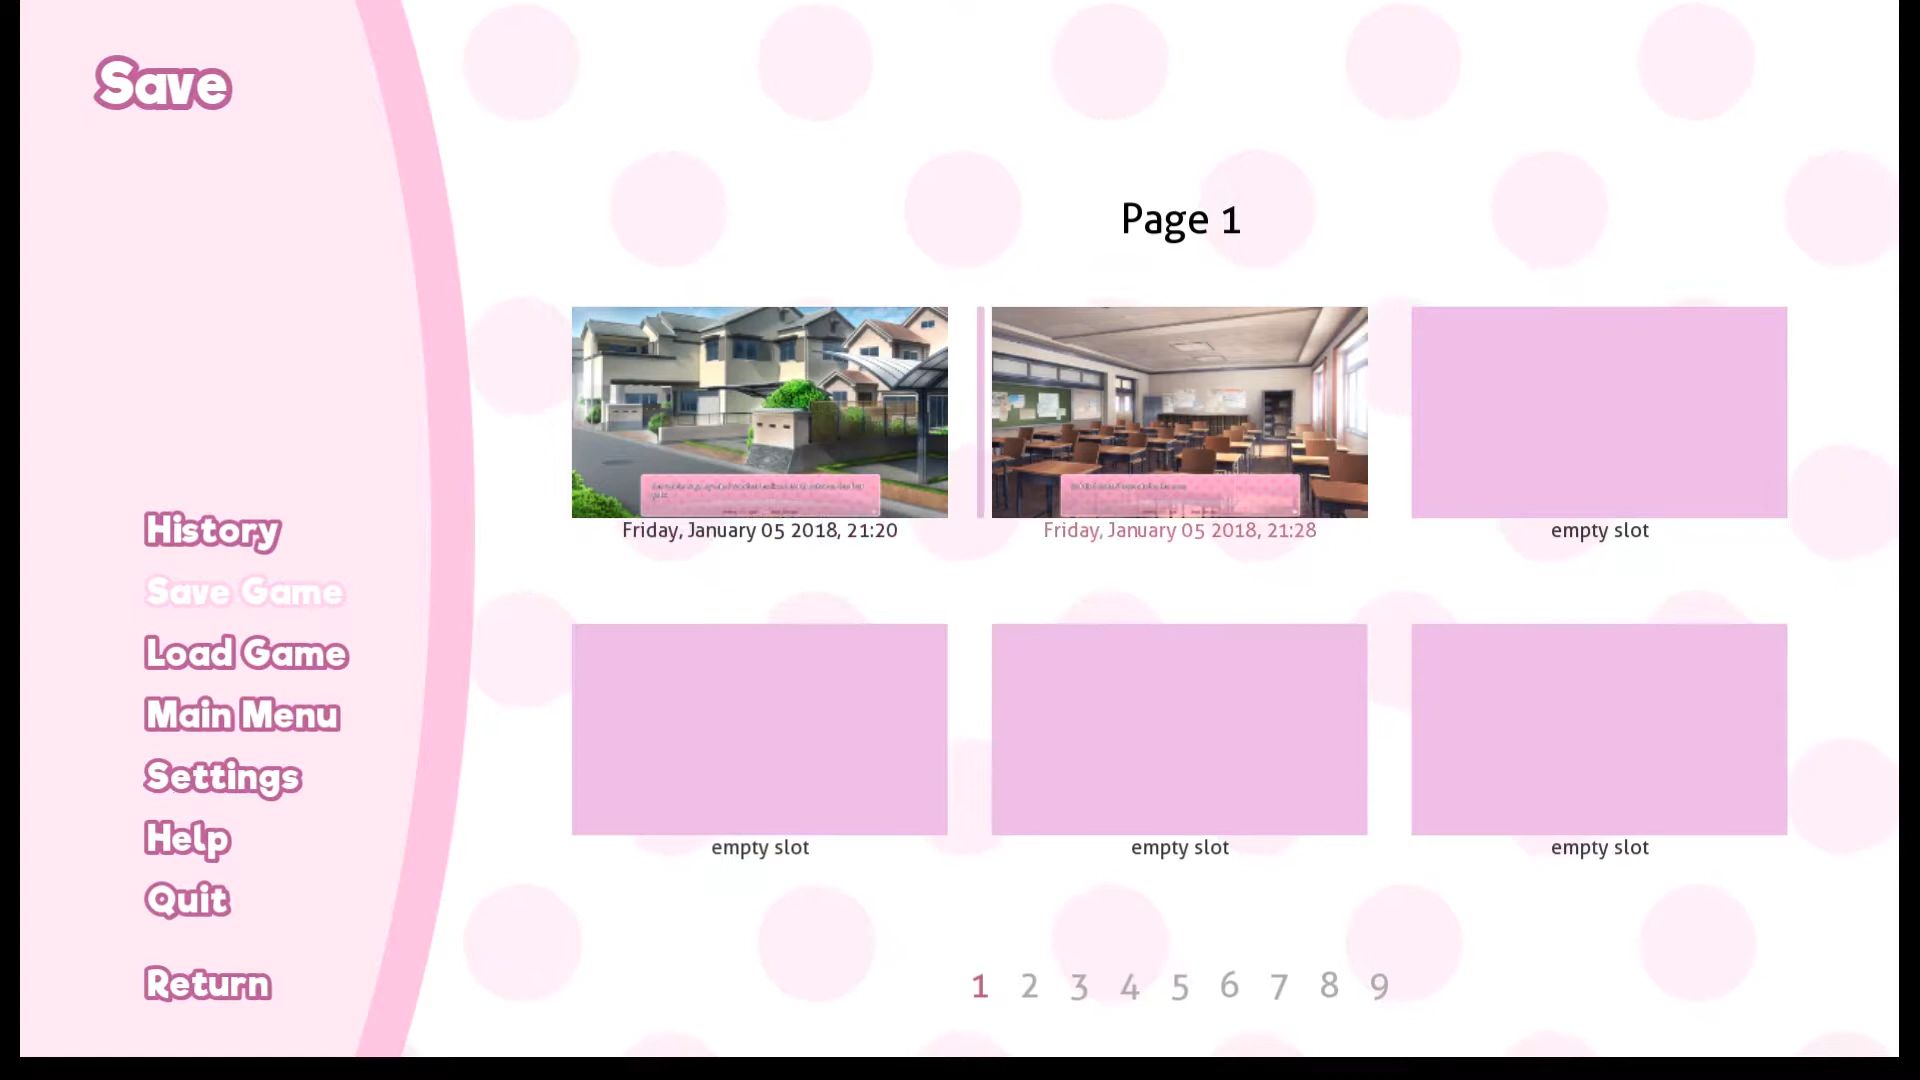 Save
Page 1
Friday, January 05 2018, 21:20
Friday, January 05 2018, 21:28
empty slot
empty slot
empty slot
empty slot
History
Save Game
Load Game
Main Menu
Settings
Help
Quit
Return
1 2 3 4 5 6 7 8 9